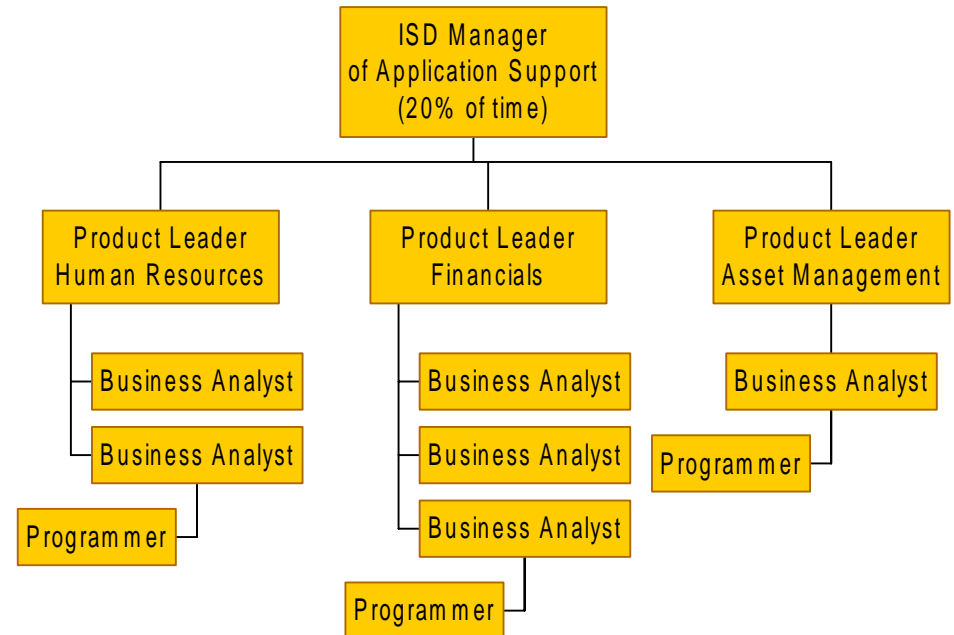 ISD Manager
of Application Support
(20% of time)
Product Leader
Human Resources
Product Leader
Financials
Product Leader
Asset Management
Business Analyst
Business Analyst
Programmer
Business Analyst
Business Analyst
Business Analyst
Programmer
Business Analyst
Programmer